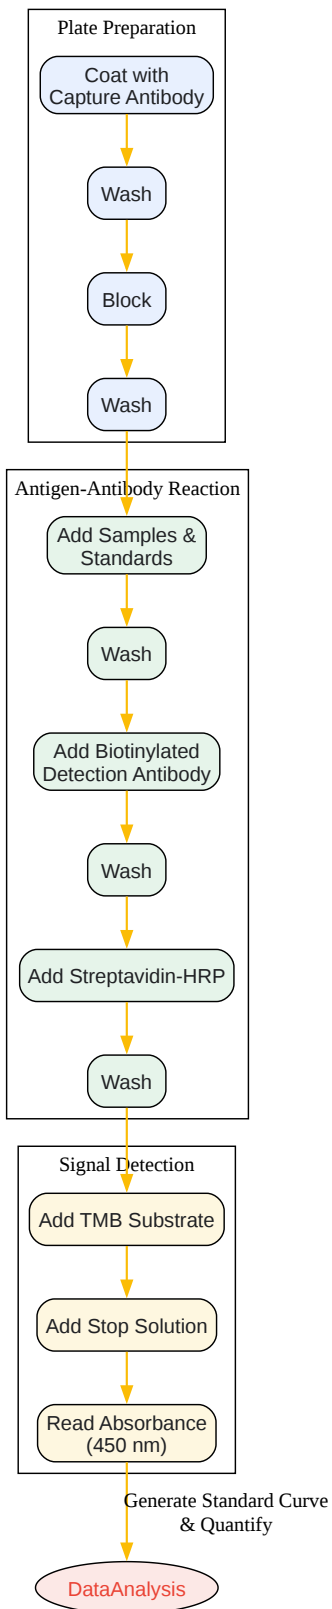 Plate Preparation
Coat with
Capture Antibody
Wash
Block
Wash
Antigen-Antibody Reaction
Add Samples &
Standards
Wash
Add Biotinylated
Detection Antibody
Wash
Add Streptavidin-HRP
Wash
Signal Detection
Add TMB Substrate
Add Stop Solution
Read Absorbance
(450 nm)
Generate Standard Curve
& Quantify
DataAnalysis